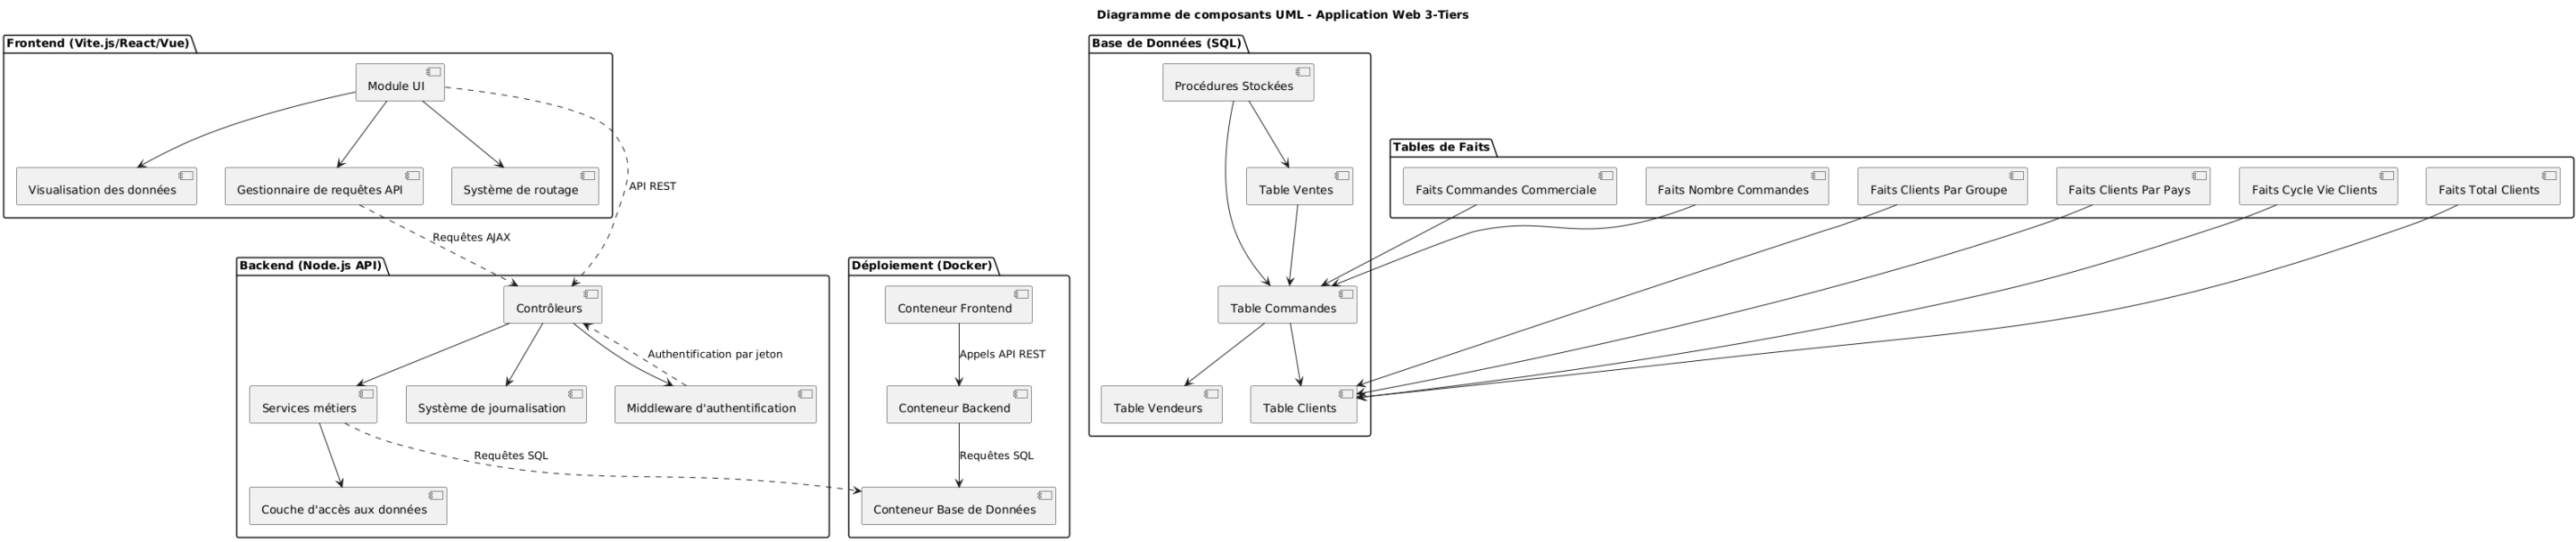 Diagramme de composants UML - Application Web 3-Tiers
Frontend (Vite.js/React/Vue)
Module UI
Visualisation des données
Gestionnaire de requêtes API
Système de routage
API REST
Requêtes AJAX
Backend (Node.js API)
Contrôleurs
Authentification par jeton
Services métiers
Système de journalisation
Middleware d'authentification
Requêtes SQL
Couche d'accès aux données
Déploiement (Docker)
Conteneur Frontend
Appels API REST
Conteneur Backend
Requêtes SQL
Conteneur Base de Données
Base de Données (SQL)
Procédures Stockées
Table Ventes
Table Commandes
Table Vendeurs
Table Clients
Tables de Faits
Faits Commandes Commerciale
Faits Nombre Commandes
Faits Clients Par Groupe
Faits Clients Par Pays
Faits Cycle Vie Clients
Faits Total Clients